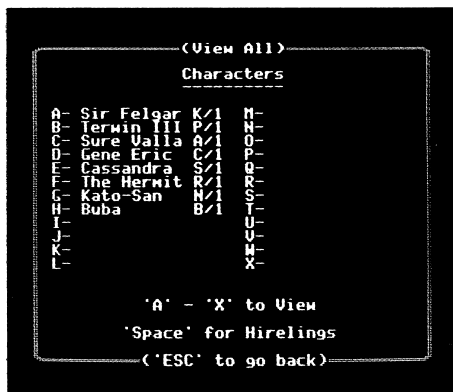 (View All)
Characters
A- Sir Felgar K/1 M-
B- Terwin III P/1 N-
C- Sure Valla A/1 O-
D- Gene Eric C/1 P-
E- Cassandra S/1 Q-
F- The Hermit R/1 R-
G- Kato-San N/1 S-
H- Buba B/1 T-
I- U-
J- V-
K- W-
L- X-
'A' - 'X' to View
'Space' for Hirelings
('ESC' to go back)